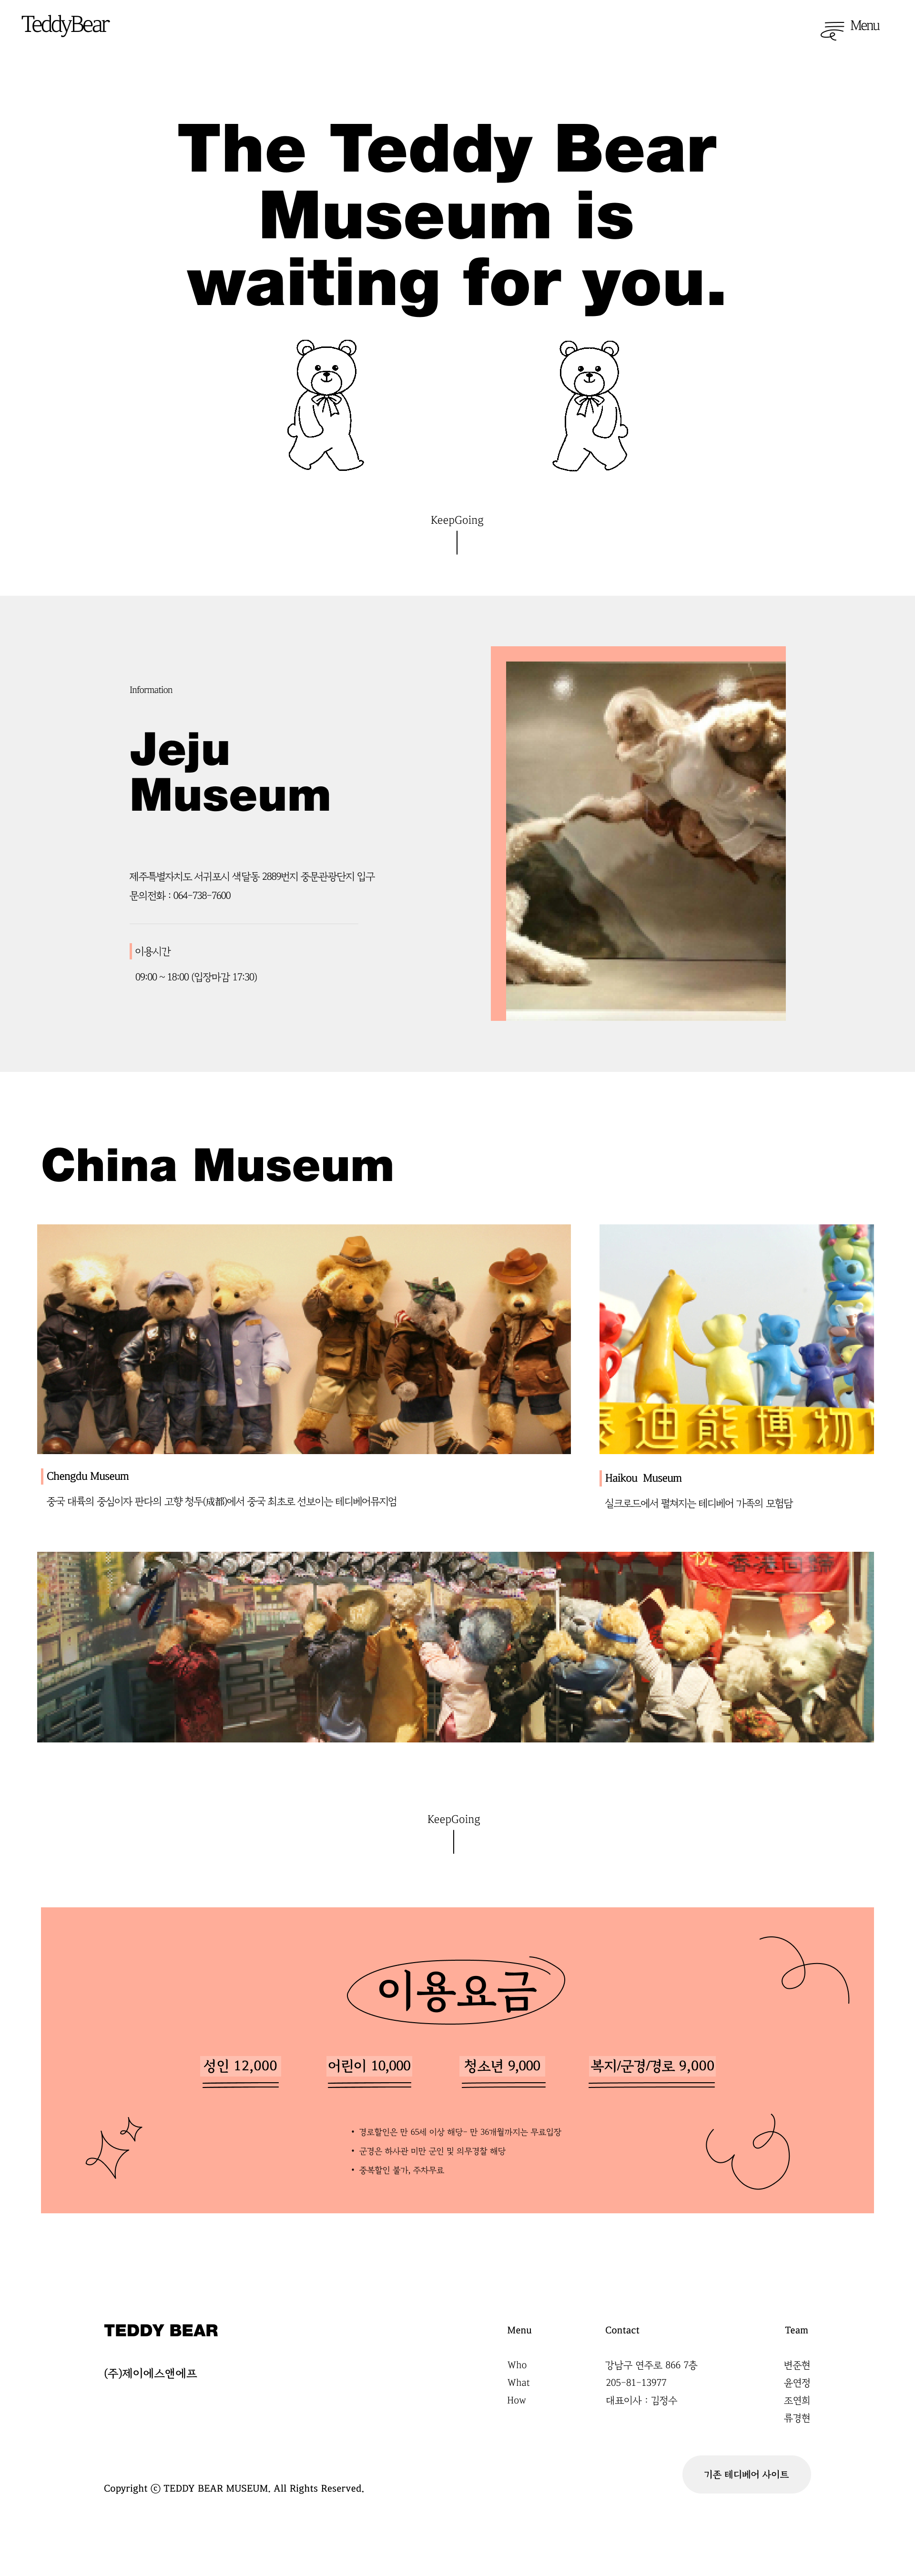 TeddyBear
Menu
The Teddy Bear
Museum is
waiting for you.
KeepGoing
Information
Jeju
Museum
제주특별자치도 서귀포시 색달동 2889번지 중문관광단지 입구
문의전화 : 064-738-7600
이용시간
09:00 ~ 18:00 (입장마감 17:30)
China Museum
泰迪熊博物
Chengdu Museum
중국 대륙의 중심이자 판다의 고향 청두(成都)에서 중국 최초로 선보이는 테디베어뮤지엄
Haikou Museum
실크로드에서 펼쳐지는 테디베어 가족의 모험담
祝
香港回歸
KeepGoing
이용요금
성인 12,000
어린이 10,000
청소년 9,000
복지/군경/경로 9,000
• 경로할인은 만 65세 이상 해당- 만 36개월까지는 무료입장
• 군경은 하사관 미만 군인 및 의무경찰 해당
• 중복할인 불가, 주차무료
TEDDY BEAR
(주)제이에스앤에프
Menu
Who
What
How
Contact
강남구 연주로 866 7층
205-81-13977
대표이사 : 김정수
Team
변준현
윤연정
조연희
류경현
기존 테디베어 사이트
Copyright ⓒ TEDDY BEAR MUSEUM. All Rights Reserved.